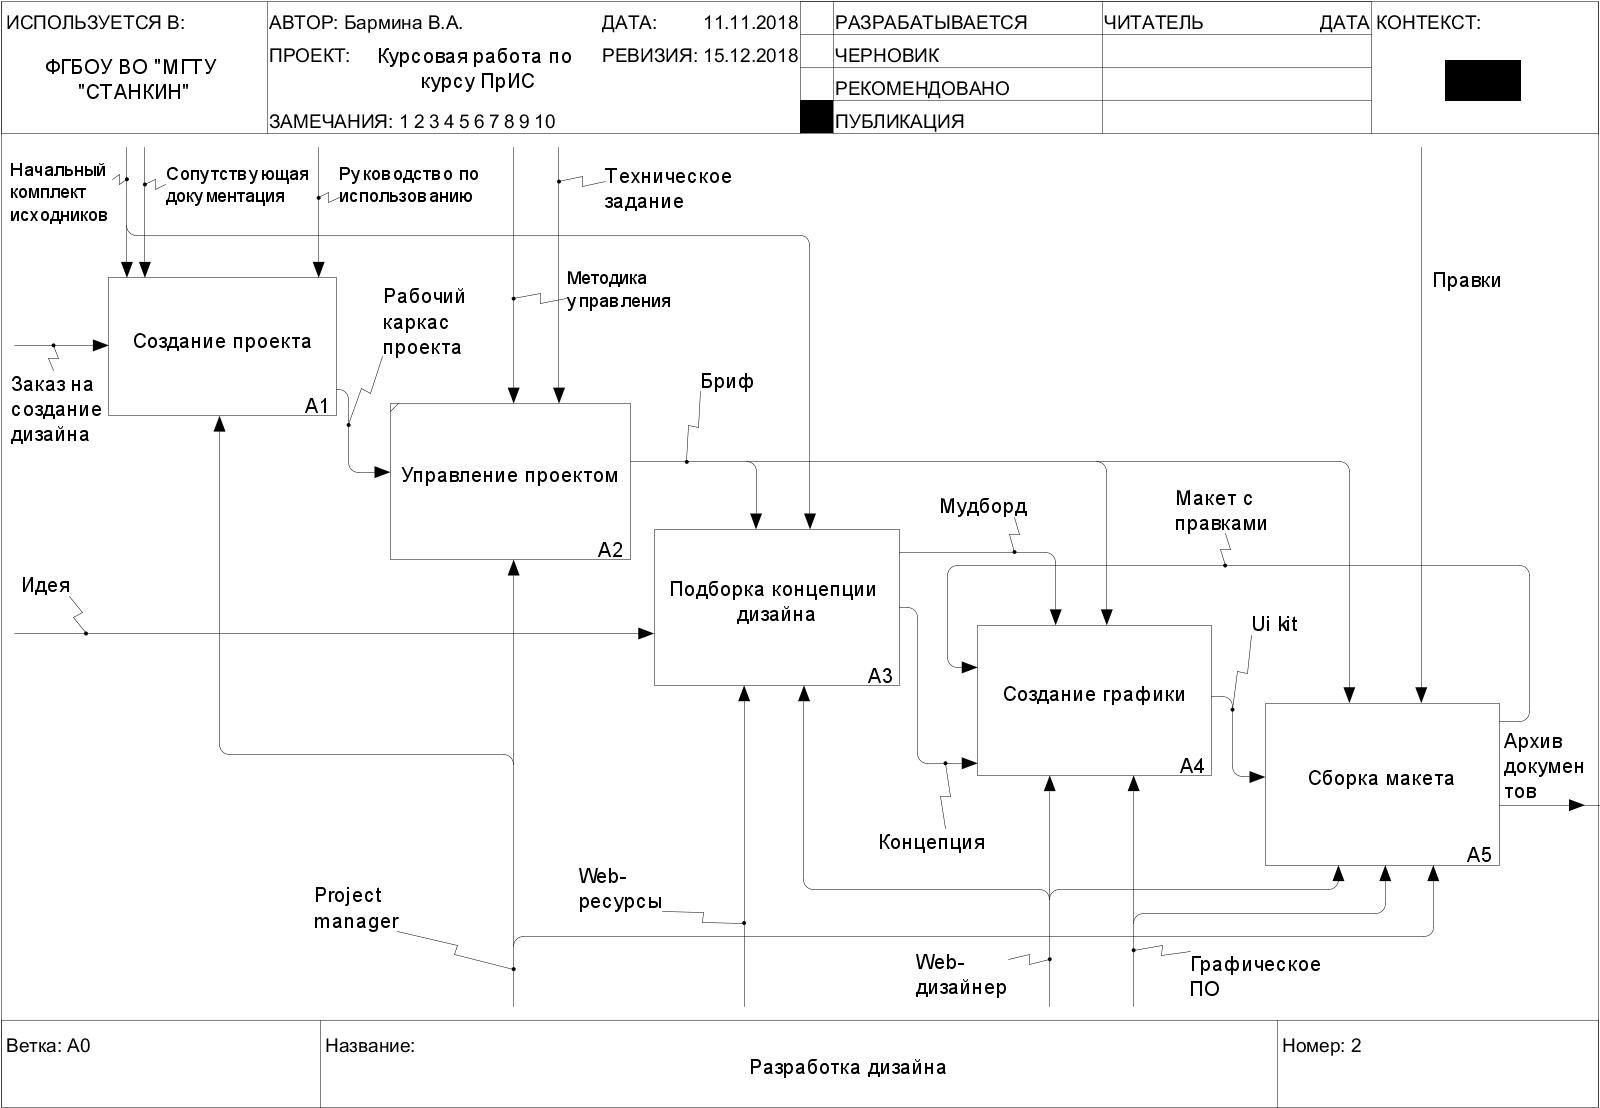 ИСПОЛЬЗУЕТСЯ В:
ФГБОУ ВО "МГТУ
"СТАНКИН"
АВТОР: Бармина В.А.
ДАТА: 11.11.2018
ПРОЕКТ: Курсовая работа по
курсу ПрИС
РЕВИЗИЯ: 15.12.2018
ЗАМЕЧАНИЯ: 1 2 3 4 5 6 7 8 9 10
РАЗРАБАТЫВАЕТСЯ
ЧЕРНОВИК
РЕКОМЕНДОВАНО
ПУБЛИКАЦИЯ
ЧИТАТЕЛЬ
ДАТА
КОНТЕКСТ:
Начальный
комплект
исходников
Сопутствующая
документация
Руководство по
использованию
Техническое
задание
Методика
управления
Правки
Создание проекта
A1
Заказ на
создание
дизайна
Рабочий
каркас
проекта
Управление проектом
A2
Бриф
Идея
Подборка концепции
дизайна
A3
Мудборд
Макет с
правками
Создание графики
A4
Ui kit
Концепция
Сборка макета
A5
Архив
докумен
тов
Project
manager
Web-
ресурсы
Web-
дизайнер
Графическое
ПО
Ветка: A0
Название:
Разработка дизайна
Номер: 2